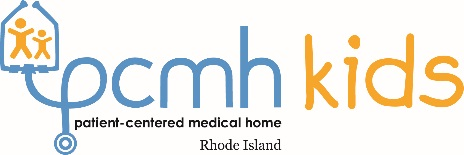 pcmh kids
patient-centered medical home
Rhode Island